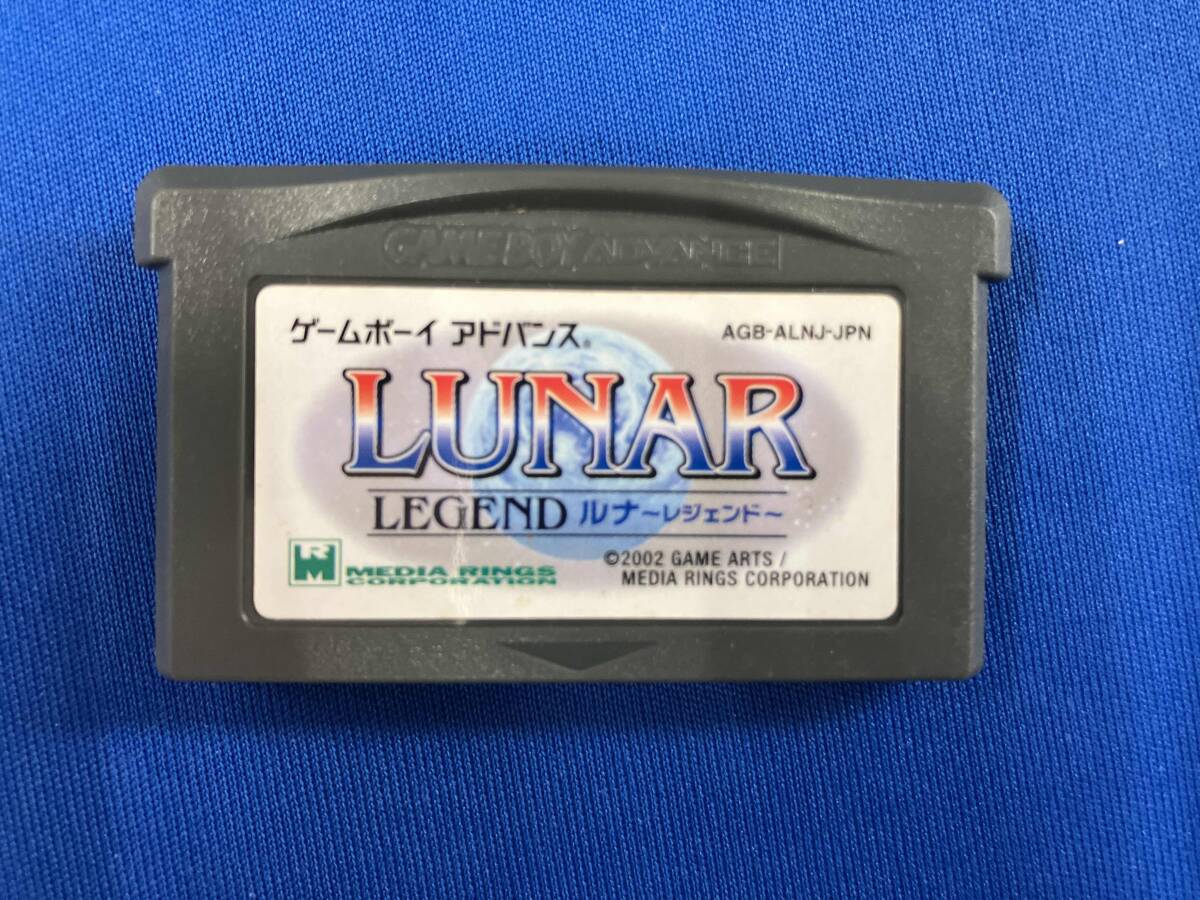 GAMEBOY ADVANCE
ゲームボーイ アドバンス®
AGB-ALNJ-JPN
LUNAR
LEGEND ルナ～レジェンド～
RM MEDIA RINGS
CORPORATION
©2002 GAME ARTS /
MEDIA RINGS CORPORATION